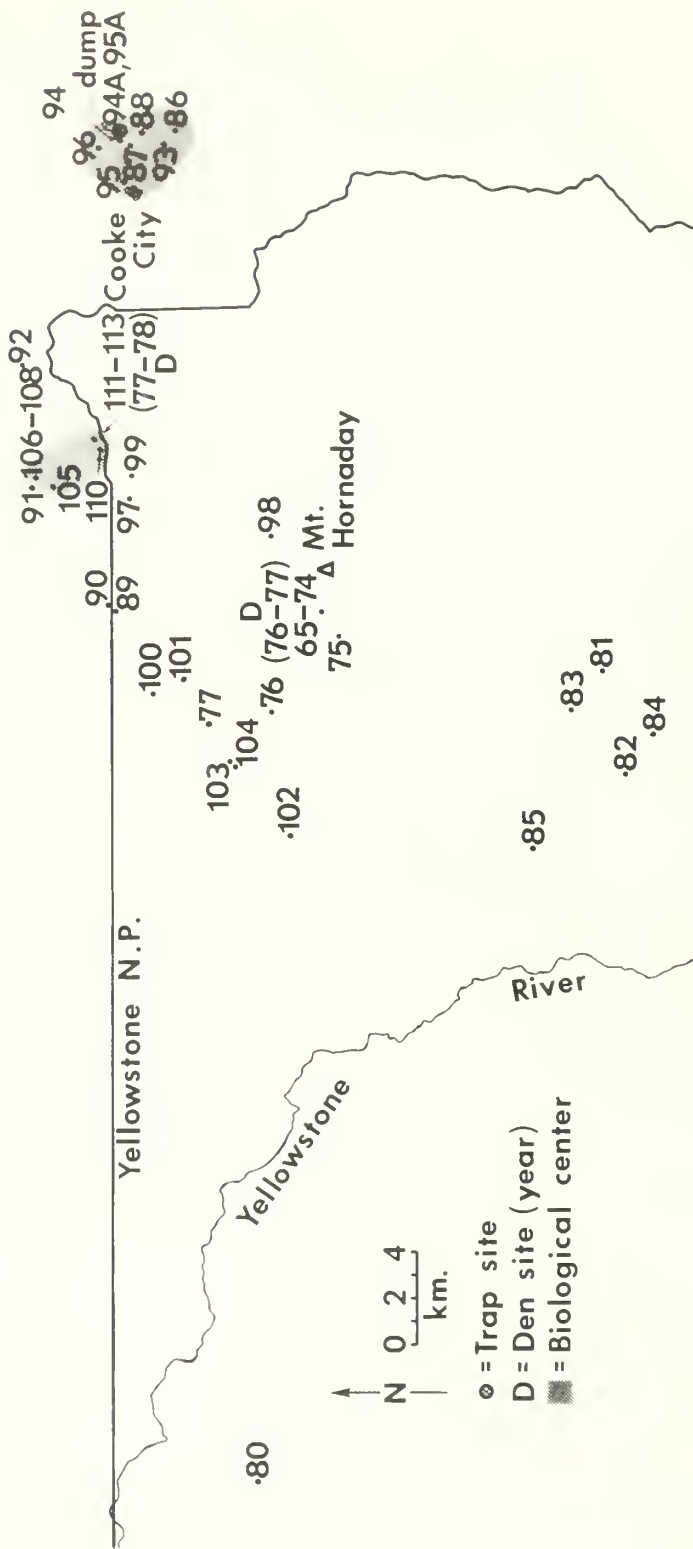 94
dump
96
94A,95A
95
88
87
86
93
Cooke
City
92
91
106–108
105
110
111–113
(77–78)
D
97
99
90
89
100
101
77
76
D
(76–77)
98
65–74
Mt.
Hornaday
75
103
104
102
83
81
82
84
85
80
Yellowstone N.P.
Yellowstone
River
N
0 2 4
km.
= Trap site
D = Den site (year)
= Biological center